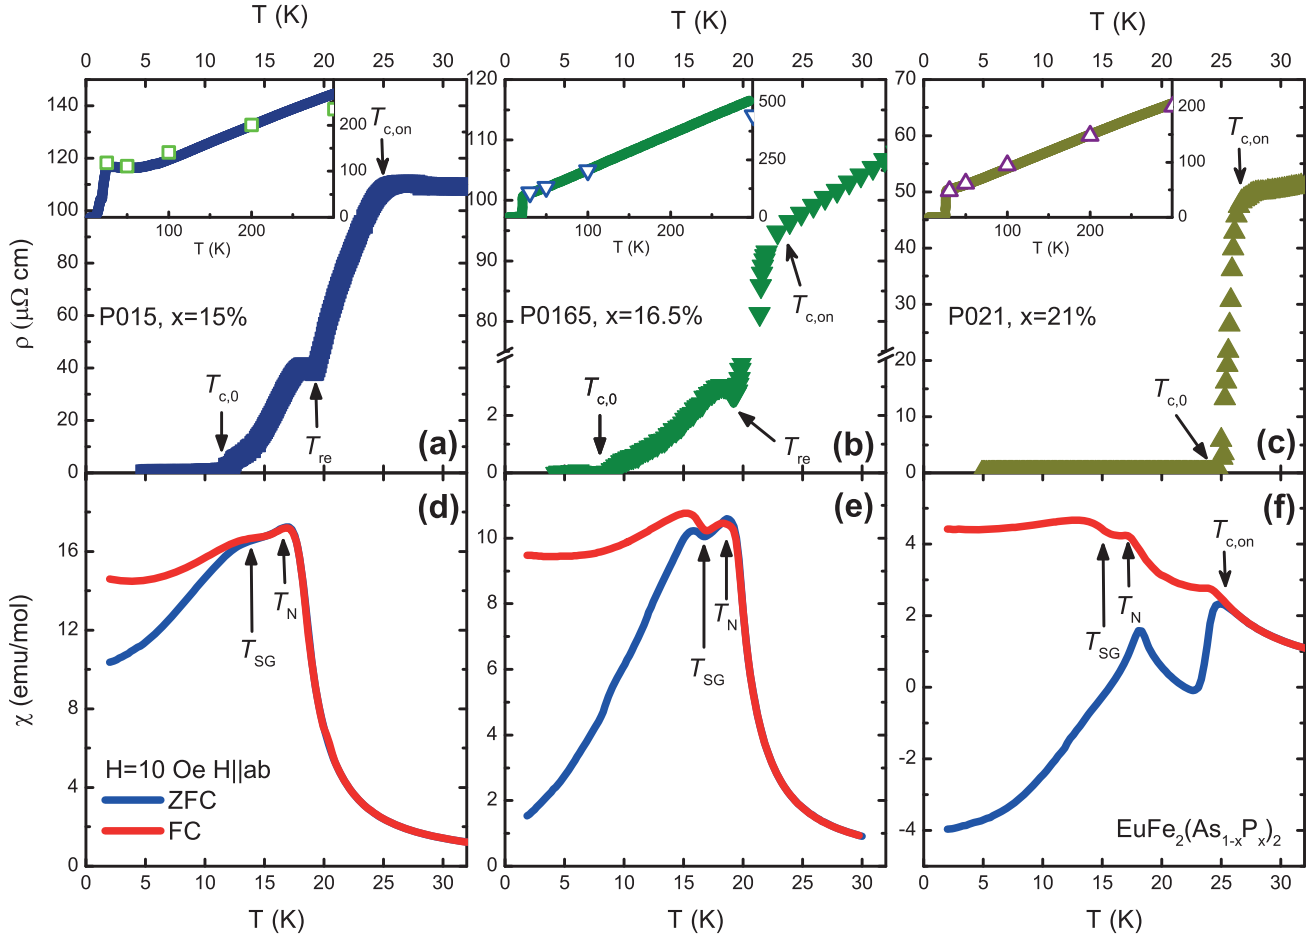 T (K) T (K) T (K)
0 5 10 15 20 25 30 0 5 10 15 20 25 30 0 5 10 15 20 25 30
ρ (μΩ cm)
140
120
100
80
60
40
20
0
200
100
0
100 200
T (K)
T_c,on
P015, x=15%
T_c,0
T_re
(a)
120
110
100
90
80
2
0
500
250
0
100 200
T (K)
T_c,on
P0165, x=16.5%
T_c,0
T_re
(b)
70
60
50
40
30
20
10
0
200
100
0
100 200
T (K)
T_c,on
P021, x=21%
T_c,0
(c)
χ (emu/mol)
16
12
8
4
0
(d)
T_N
T_SG
H=10 Oe H||ab
ZFC
FC
10
8
6
4
2
0
(e)
T_N
T_SG
4
2
0
-2
-4
(f)
T_c,on
T_SG
T_N
EuFe₂(As₁₋ₓPₓ)₂
0 5 10 15 20 25 30 0 5 10 15 20 25 30 0 5 10 15 20 25 30
T (K) T (K) T (K)